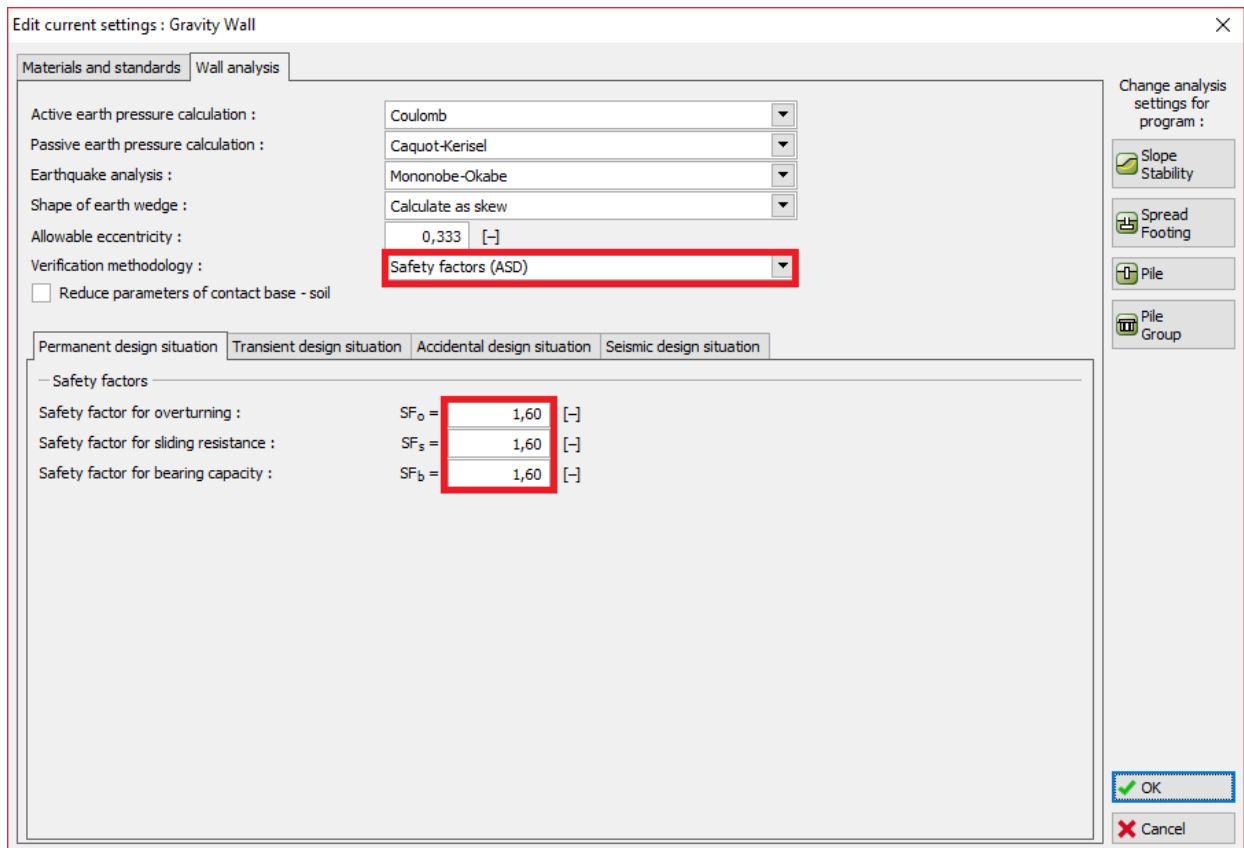 Edit current settings : Gravity Wall
Materials and standards
Wall analysis
Active earth pressure calculation :
Coulomb
Passive earth pressure calculation :
Caquot-Kerisel
Earthquake analysis :
Mononobe-Okabe
Shape of earth wedge :
Calculate as skew
Allowable eccentricity :
0,333 [–]
Verification methodology :
Safety factors (ASD)
Reduce parameters of contact base - soil
Permanent design situation
Transient design situation
Accidental design situation
Seismic design situation
Safety factors
Safety factor for overturning : SFo = 1,60 [–]
Safety factor for sliding resistance : SFs = 1,60 [–]
Safety factor for bearing capacity : SFb = 1,60 [–]
Change analysis
settings for
program :
Slope
Stability
Spread
Footing
Pile
Pile
Group
OK
Cancel